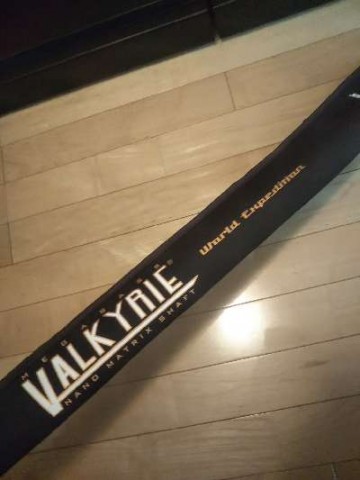 MEGABASS
VALKYRIE
NANO MATRIX SHAFT
World Expedition